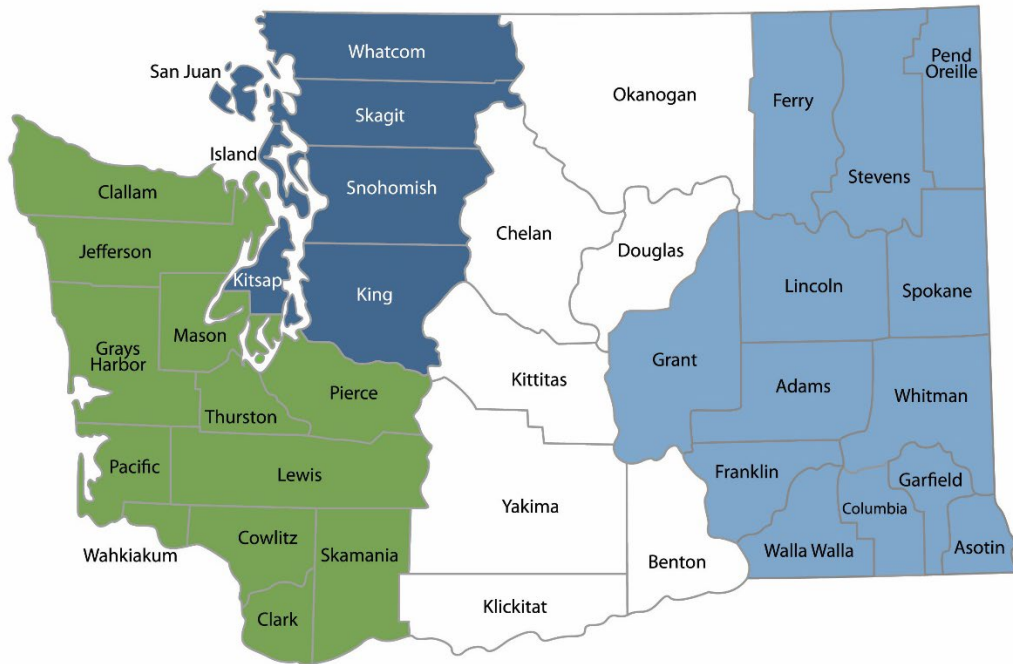 Whatcom
San Juan
Pend
Oreille
Okanogan
Ferry
Skagit
Island
Clallam
Snohomish
Stevens
Chelan
Jefferson
Douglas
Kitsap
King
Lincoln
Spokane
Mason
Grays
Harbor
Grant
Kittitas
Pierce
Adams
Whitman
Thurston
Pacific
Lewis
Franklin
Garfield
Yakima
Columbia
Cowlitz
Wahkiakum
Skamania
Walla Walla
Asotin
Benton
Klickitat
Clark